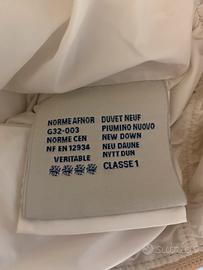 NORME AFNOR DUVET NEUF
G32-003 PIUMINO NUOVO
NORME CEN NEW DOWN
NF EN 12934 NEU DAUNE
VERITABLE NYTT DUN
CLASSE 1
SUBITO